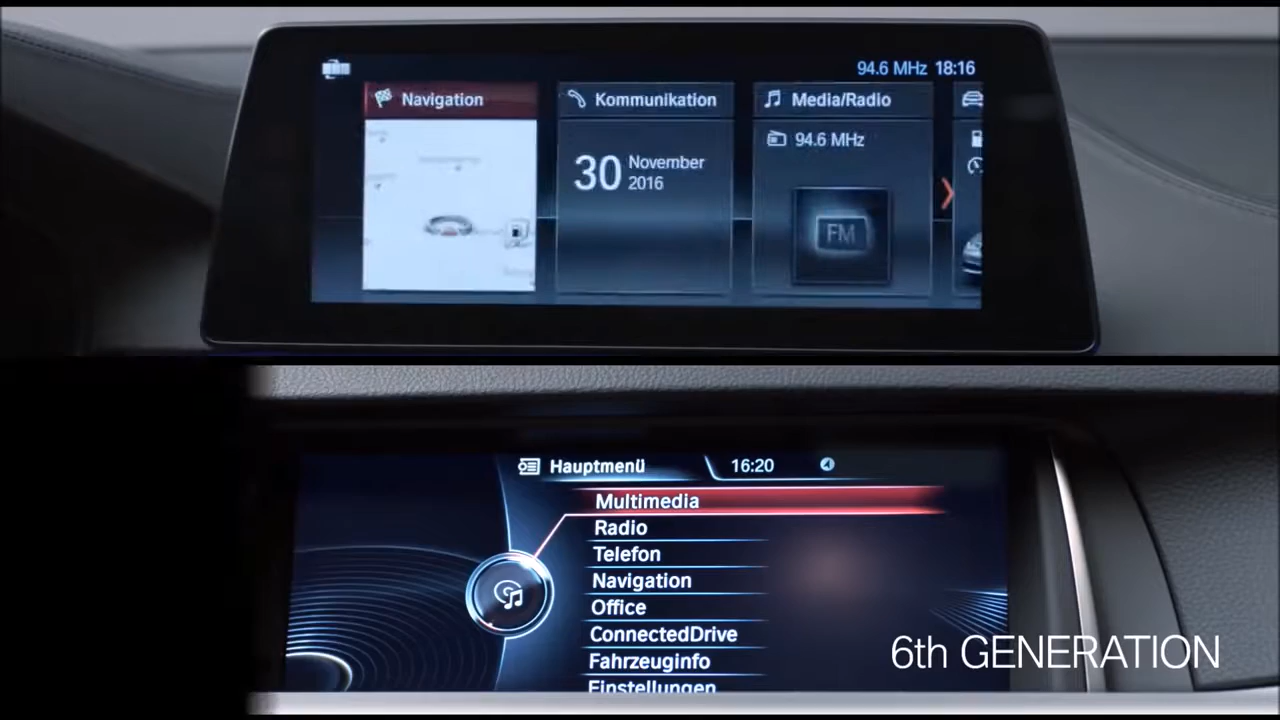 94.6 MHz 18:16
Navigation
Kommunikation
Media/Radio
30 November 2016
94.6 MHz
FM
Hauptmenü 16:20
Multimedia
Radio
Telefon
Navigation
Office
ConnectedDrive
Fahrzeuginfo
Einstellungen
6th GENERATION